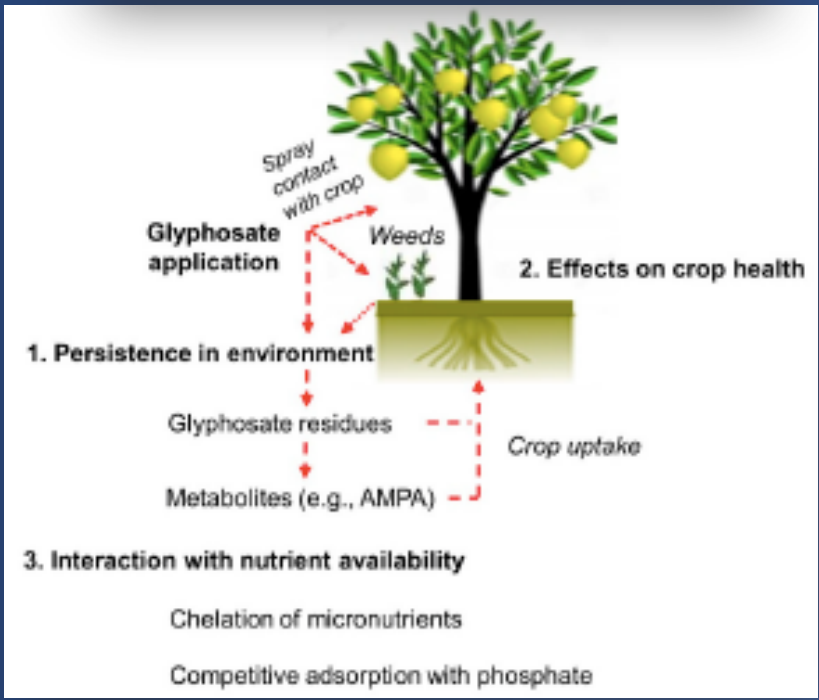 Spray
contact
with crop
Glyphosate
application
Weeds
2. Effects on crop health
1. Persistence in environment
Glyphosate residues
Crop uptake
Metabolites (e.g., AMPA)
3. Interaction with nutrient availability
Chelation of micronutrients
Competitive adsorption with phosphate